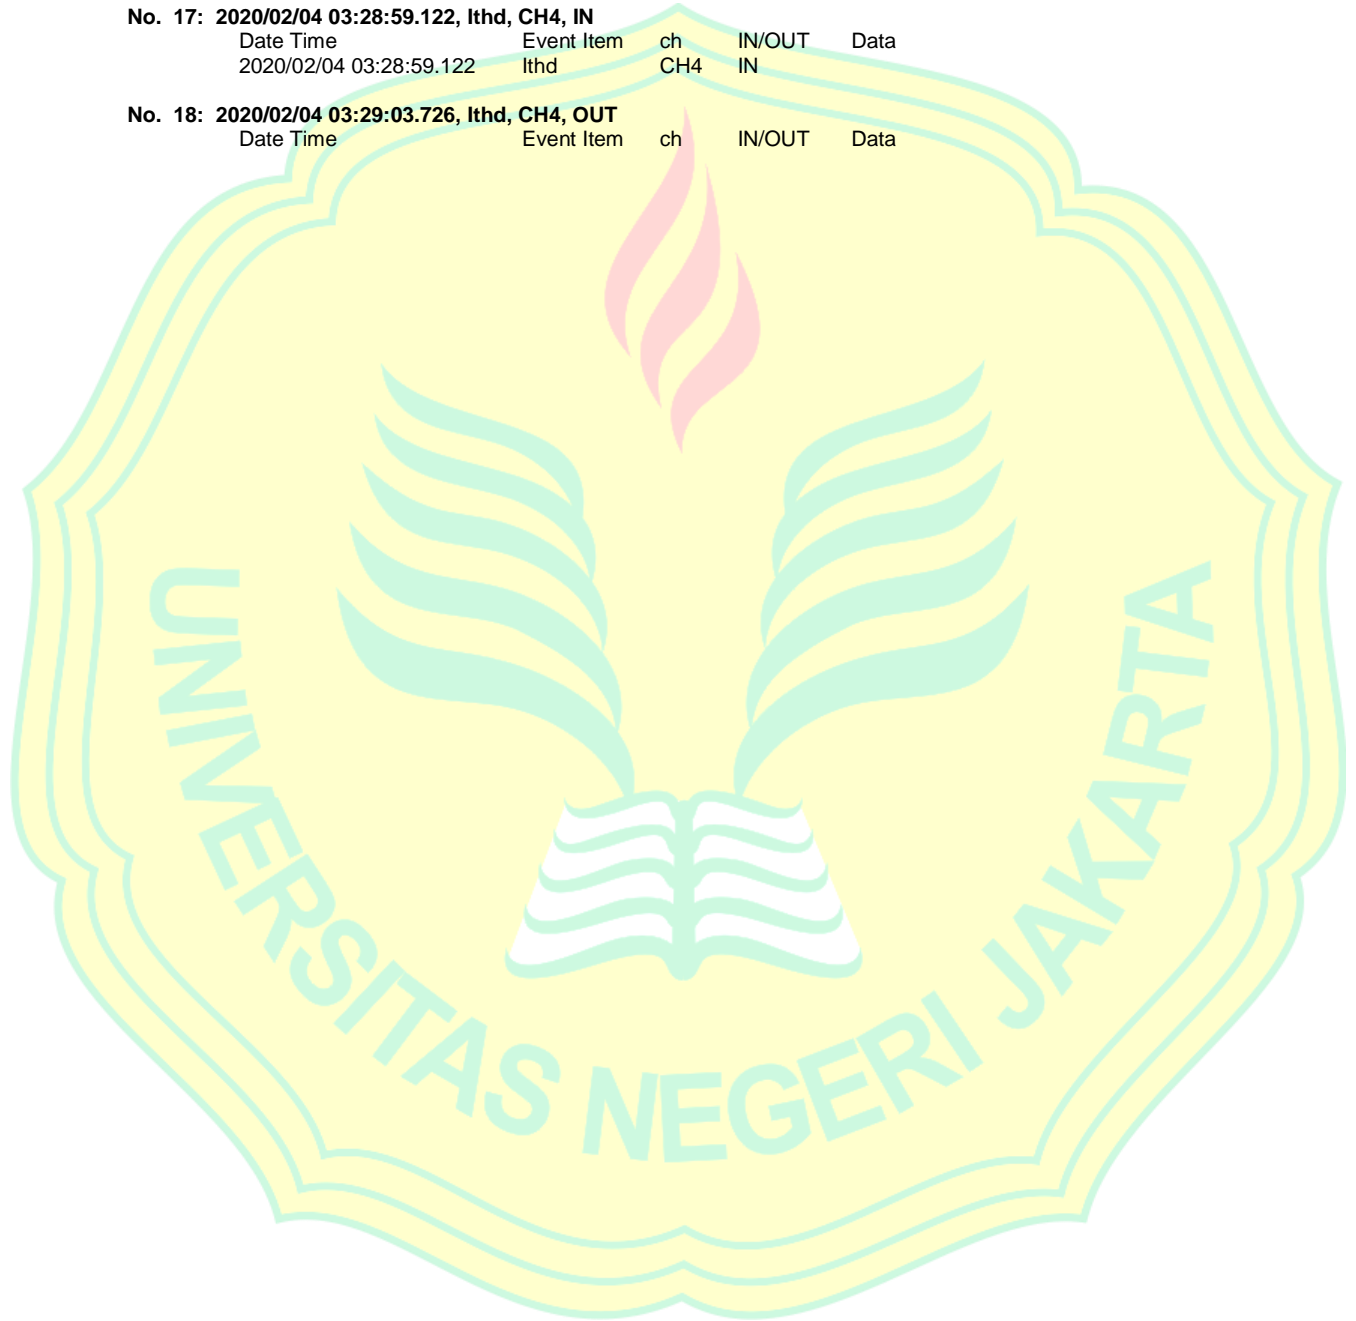 No. 17: 2020/02/04 03:28:59.122, Ithd, CH4, IN
Date Time Event Item ch IN/OUT Data
2020/02/04 03:28:59.122 Ithd CH4 IN
No. 18: 2020/02/04 03:29:03.726, Ithd, CH4, OUT
Date Time Event Item ch IN/OUT Data
UNIVERSITAS NEGERI JAKARTA